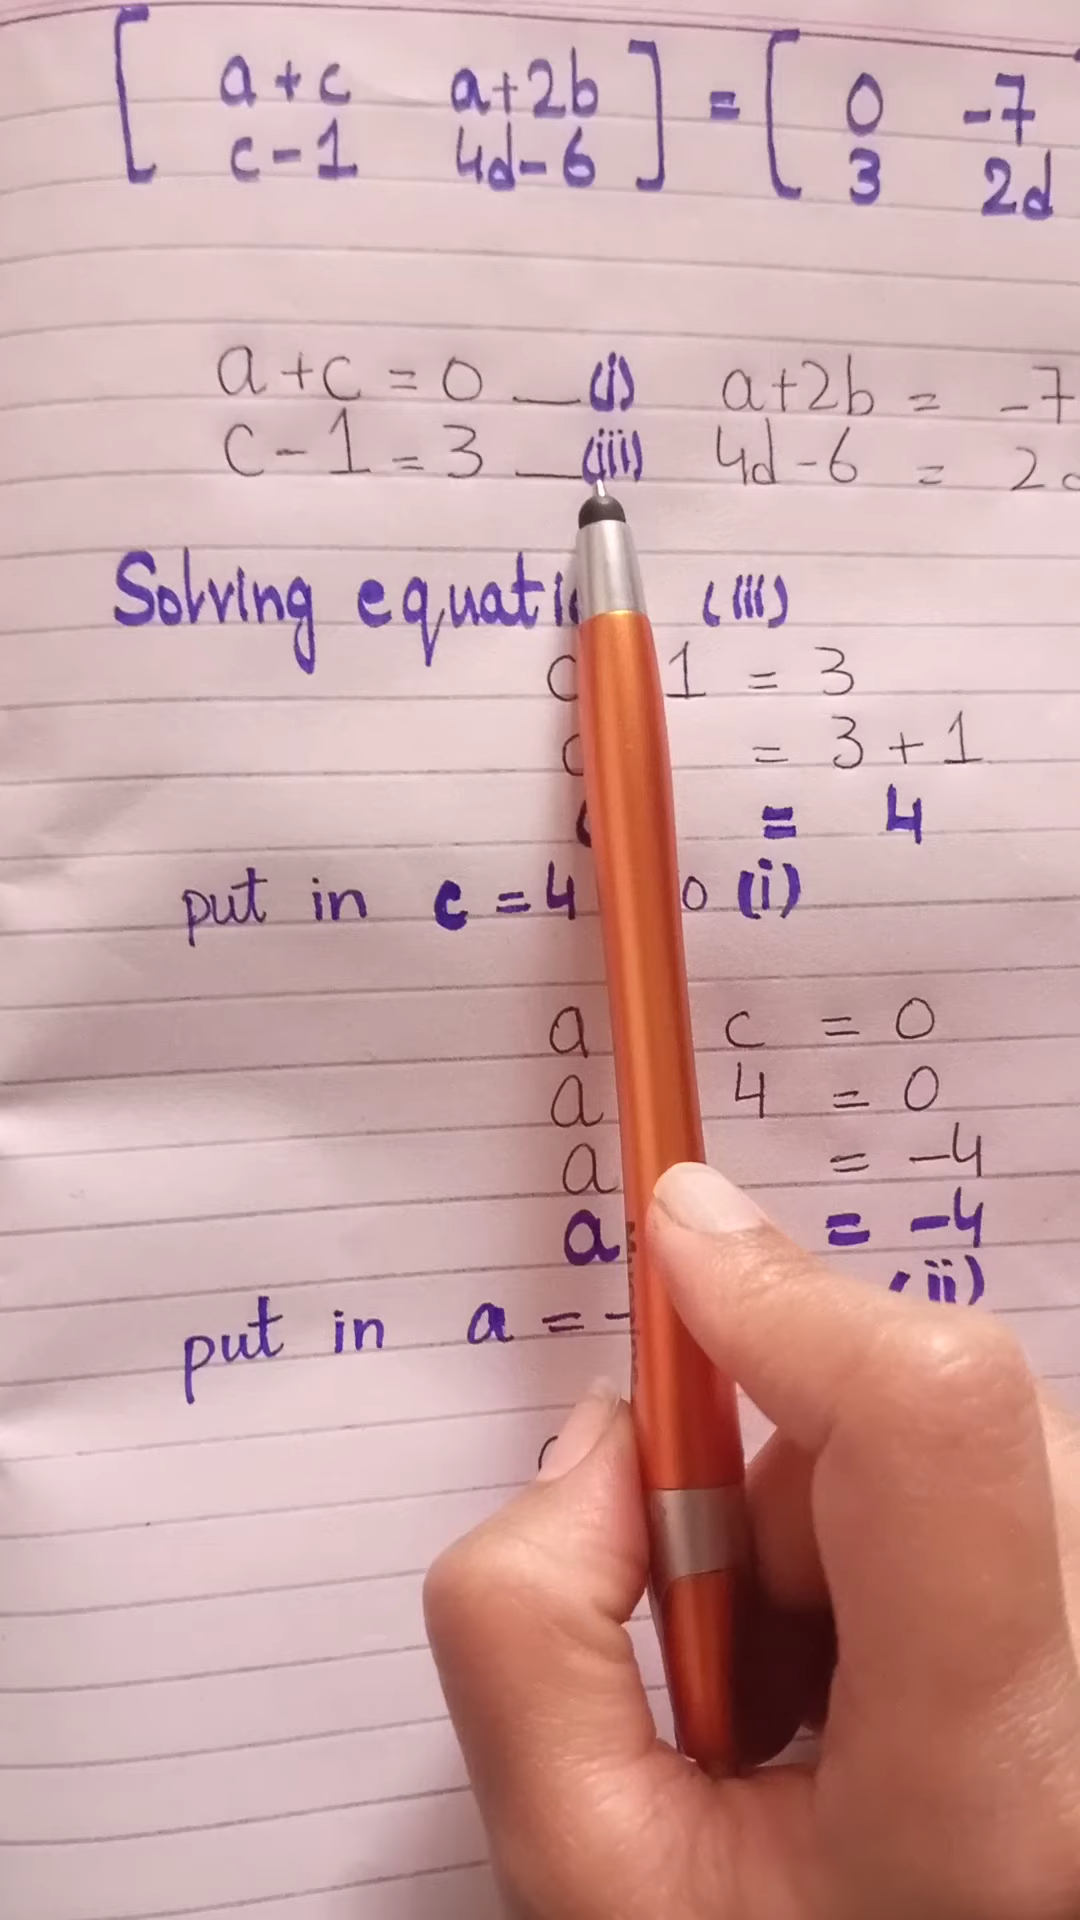 [ a+c a+2b ] = [ 0 -7
c-1 4d-6 3 2d
a+c = 0 — (i) a+2b = -7
c-1 = 3 — (iii) 4d-6 = 2
Solving (iii)
1 = 3
= 3+1
= 4
put in c = 4 (i)
a c = 0
a 4 = 0
a = -4
a = -4
ii)
put in a = -